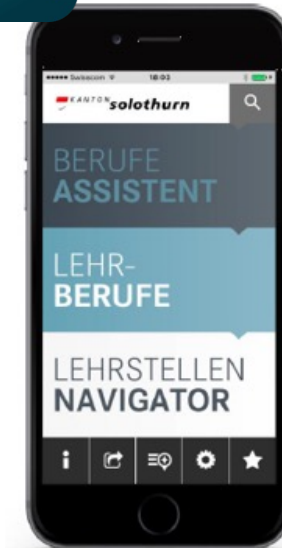 Swisscom 18:03
KANTON solothurn
BERUFE
ASSISTENT
LEHR-
BERUFE
LEHRSTELLEN
NAVIGATOR